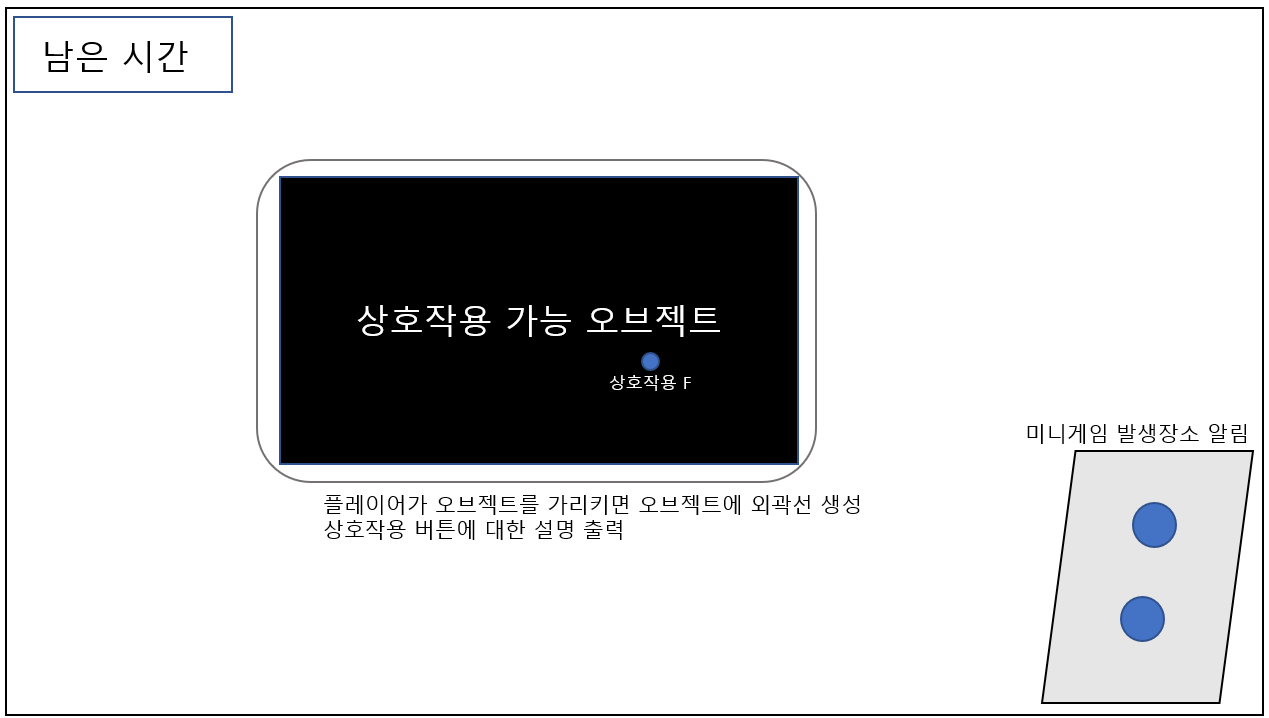 남은 시간
상호작용 가능 오브젝트
상호작용 F
플레이어가 오브젝트를 가리키면 오브젝트에 외곽선 생성
상호작용 버튼에 대한 설명 출력
미니게임 발생장소 알림